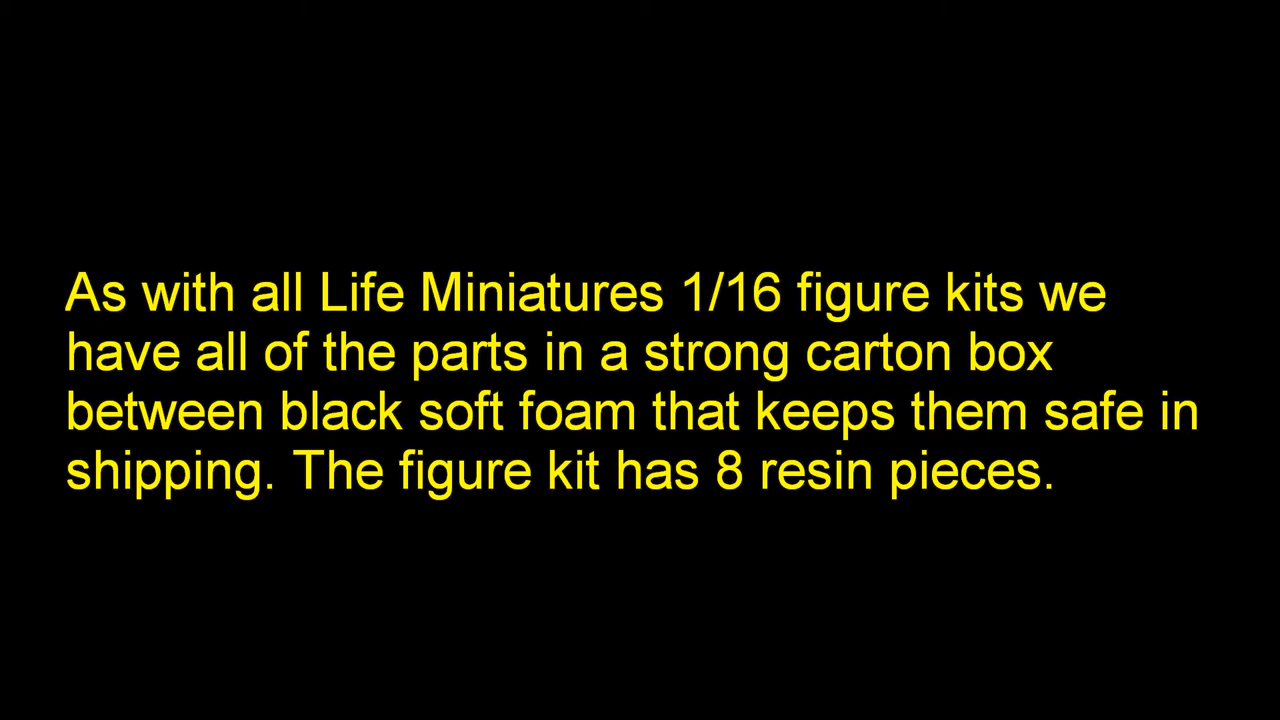 As with all Life Miniatures 1/16 figure kits we
have all of the parts in a strong carton box
between black soft foam that keeps them safe in
shipping. The figure kit has 8 resin pieces.